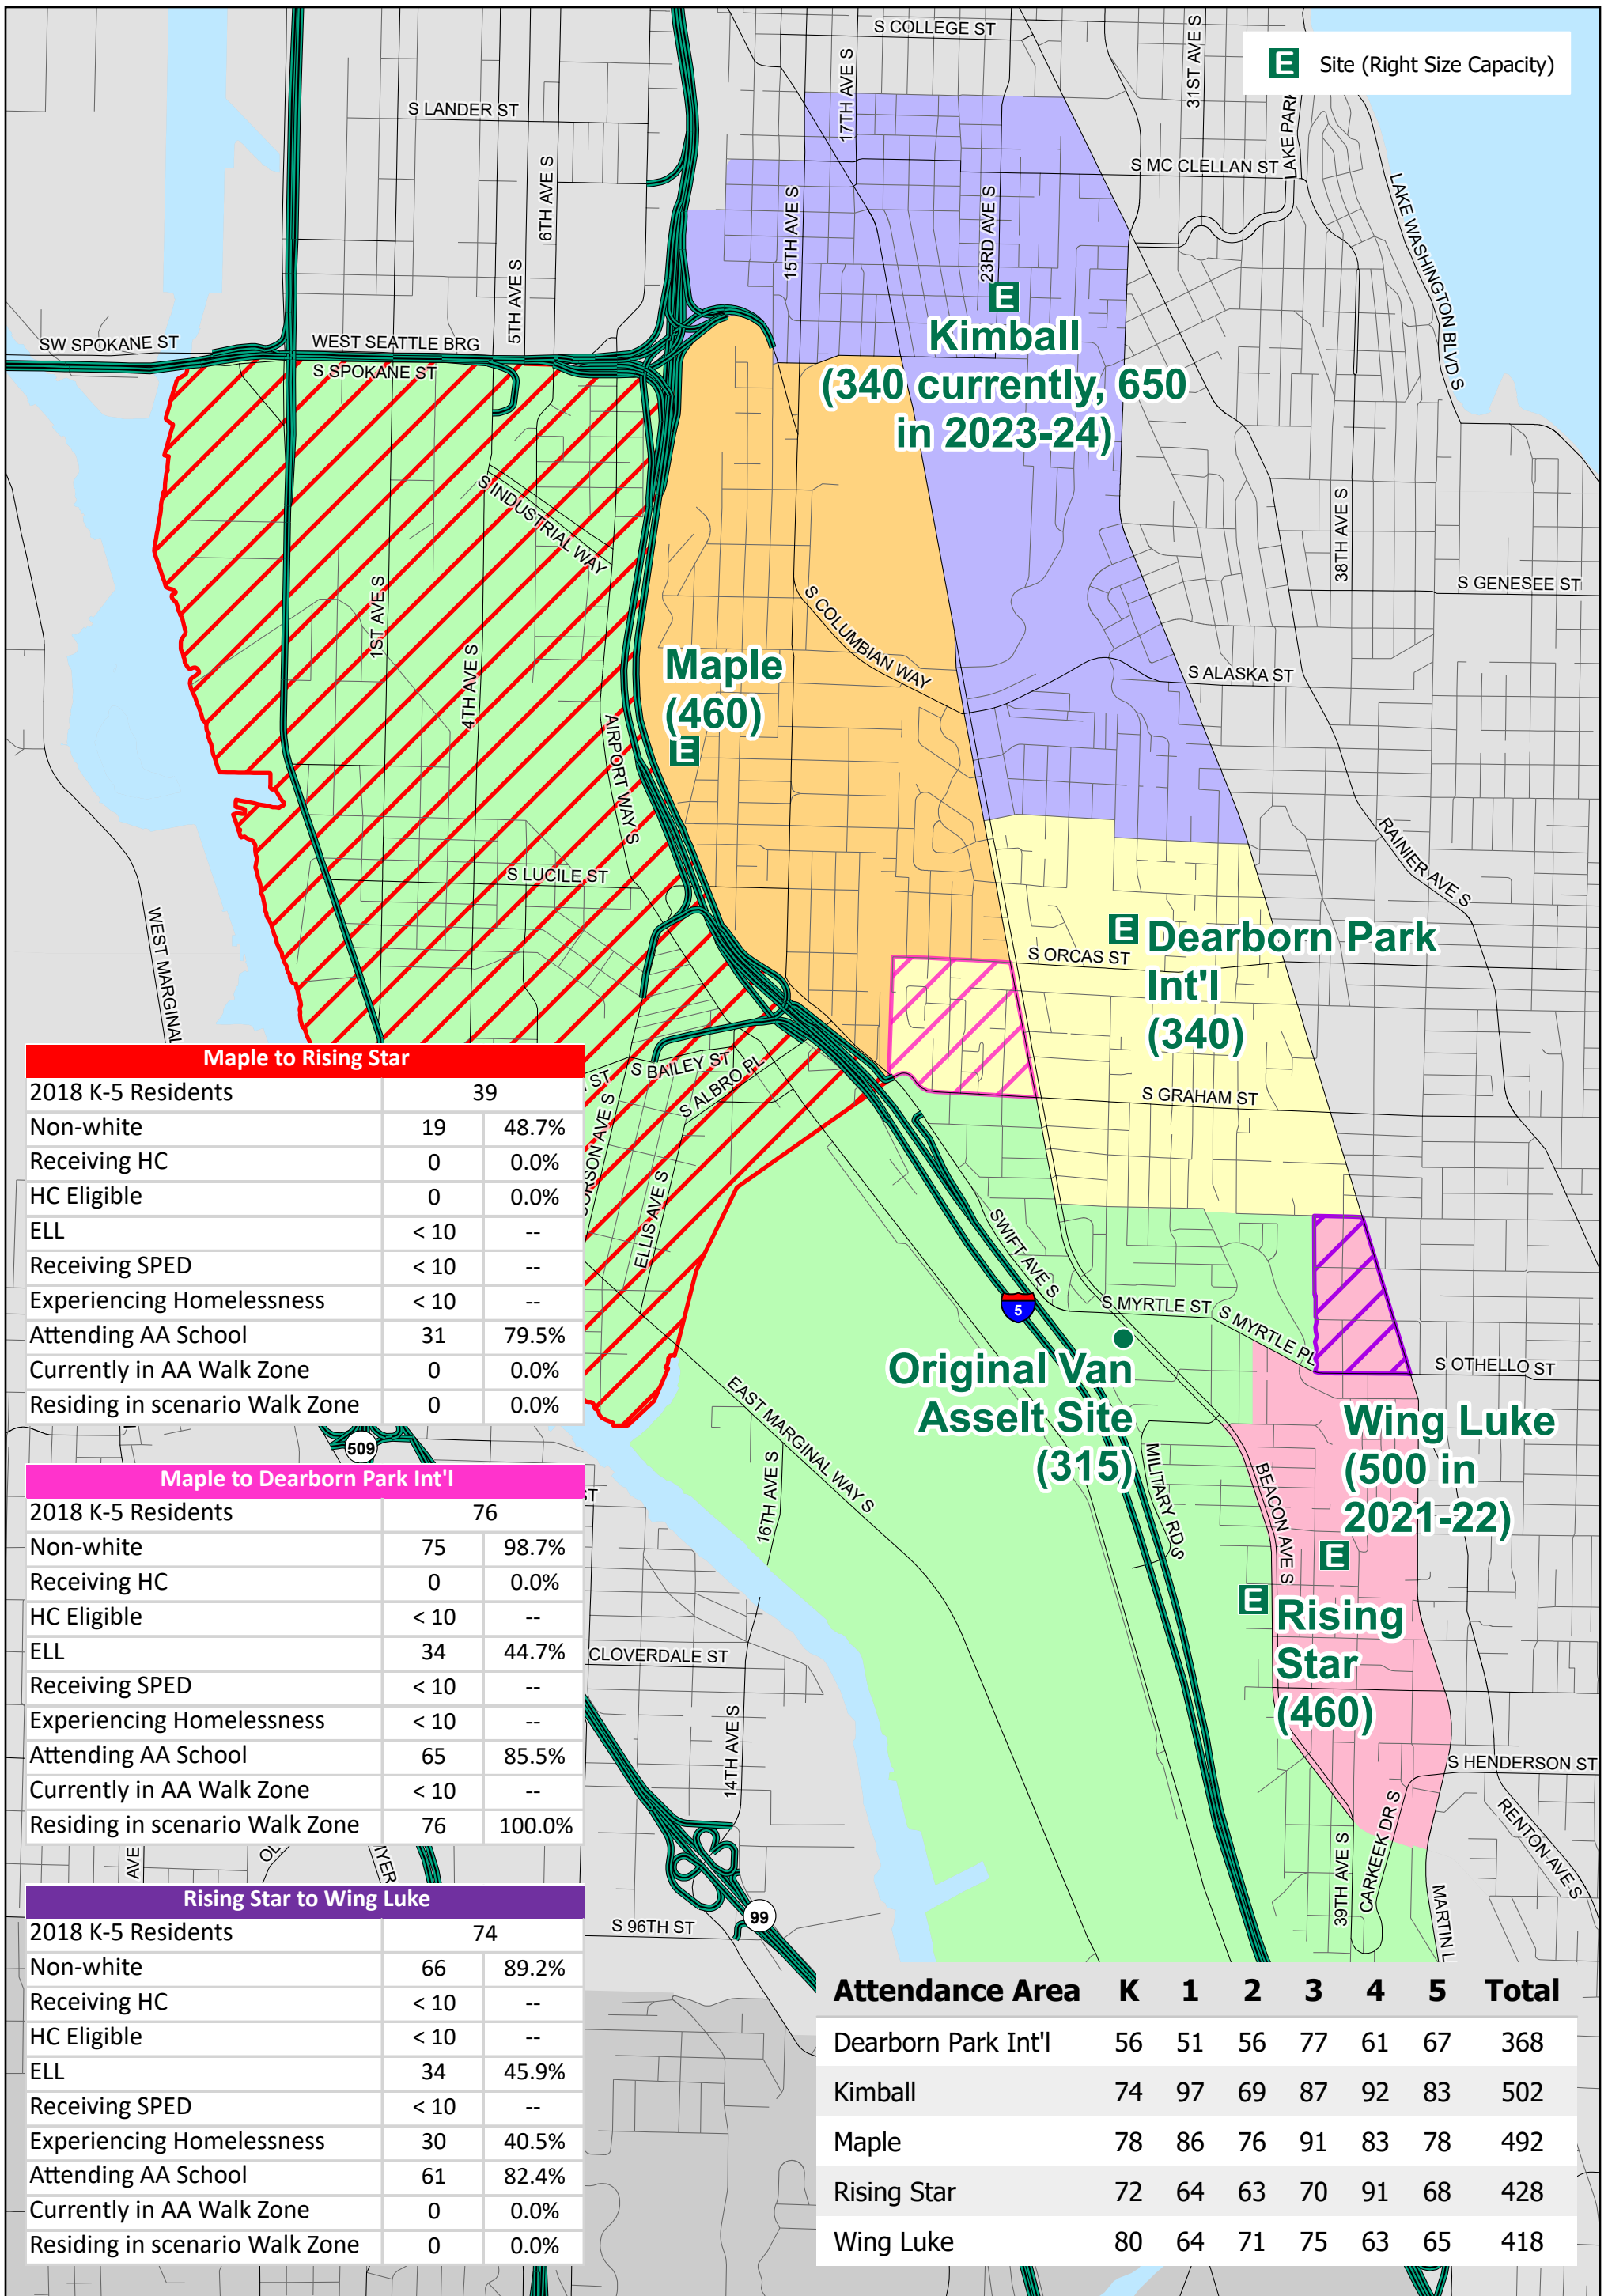 S COLLEGE ST
31ST AVE S
E Site (Right Size Capacity)
17TH AVE S
LAKE PARK
S LANDER ST
6TH AVE S
S MC CLELLAN ST
LAKE WASHINGTON BLVD S
15TH AVE S
23RD AVE S
5TH AVE S
E
Kimball
(340 currently, 650
in 2023-24)
SW SPOKANE ST
WEST SEATTLE BRG
S SPOKANE ST
S INDUSTRIAL WAY
38TH AVE S
S GENESEE ST
1ST AVE S
S COLUMBIAN WAY
4TH AVE S
Maple
(460)
E
S ALASKA ST
AIRPORT WAY S
RAINIER AVE S
S LUCILE ST
WEST MARGINAL
E Dearborn Park
Int'l
(340)
S ORCAS ST
S BAILEY ST
ST
S ALBRO PL
S GRAHAM ST
ELLIS AVE S
SWIFT AVE S
5
S MYRTLE ST
S MYRTLE PL
S OTHELLO ST
Original Van
Asselt Site
(315)
EAST MARGINAL WAY S
Wing Luke
(500 in
2021-22)
E
16TH AVE S
MILITARY RD S
BEACON AVE S
E Rising
Star
(460)
CLOVERDALE ST
14TH AVE S
S HENDERSON ST
RENTON AVE S
39TH AVE S
CARKEEK DR S
MARTIN L
S 96TH ST
99
509
ST
AVE
OL
MYER
Maple to Rising Star
2018 K-5 Residents 39
Non-white 19 48.7%
Receiving HC 0 0.0%
HC Eligible 0 0.0%
ELL < 10 --
Receiving SPED < 10 --
Experiencing Homelessness < 10 --
Attending AA School 31 79.5%
Currently in AA Walk Zone 0 0.0%
Residing in scenario Walk Zone 0 0.0%
Maple to Dearborn Park Int'l
2018 K-5 Residents 76
Non-white 75 98.7%
Receiving HC 0 0.0%
HC Eligible < 10 --
ELL 34 44.7%
Receiving SPED < 10 --
Experiencing Homelessness < 10 --
Attending AA School 65 85.5%
Currently in AA Walk Zone < 10 --
Residing in scenario Walk Zone 76 100.0%
Rising Star to Wing Luke
2018 K-5 Residents 74
Non-white 66 89.2%
Receiving HC < 10 --
HC Eligible < 10 --
ELL 34 45.9%
Receiving SPED < 10 --
Experiencing Homelessness 30 40.5%
Attending AA School 61 82.4%
Currently in AA Walk Zone 0 0.0%
Residing in scenario Walk Zone 0 0.0%
Attendance Area K 1 2 3 4 5 Total
Dearborn Park Int'l 56 51 56 77 61 67 368
Kimball 74 97 69 87 92 83 502
Maple 78 86 76 91 83 78 492
Rising Star 72 64 63 70 91 68 428
Wing Luke 80 64 71 75 63 65 418